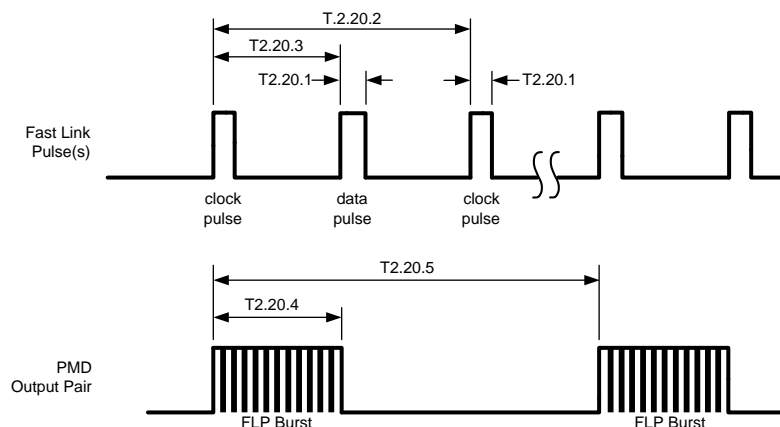 T.2.20.2
T2.20.3
T2.20.1
T2.20.1
Fast Link
Pulse(s)
clock
pulse
data
pulse
clock
pulse
T2.20.5
T2.20.4
PMD
Output Pair
FLP Burst
FLP Burst